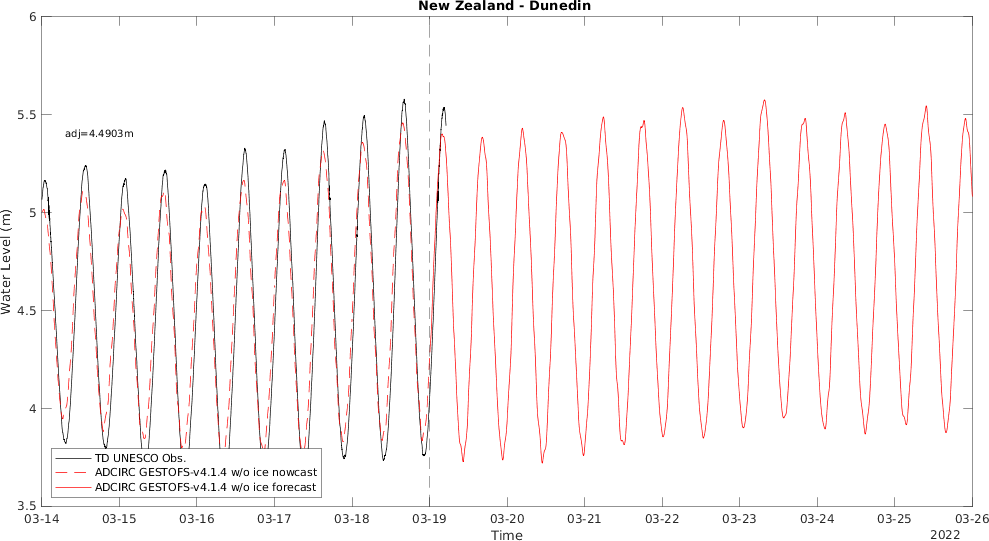 New Zealand - Dunedin
6
5.5
adj=4.4903m
5
Water Level (m)
4.5
4
TD UNESCO Obs.
ADCIRC GESTOFS-v4.1.4 w/o ice nowcast
ADCIRC GESTOFS-v4.1.4 w/o ice forecast
3.5
03-14 03-15 03-16 03-17 03-18 03-19 03-20 03-21 03-22 03-23 03-24 03-25 03-26
Time
2022